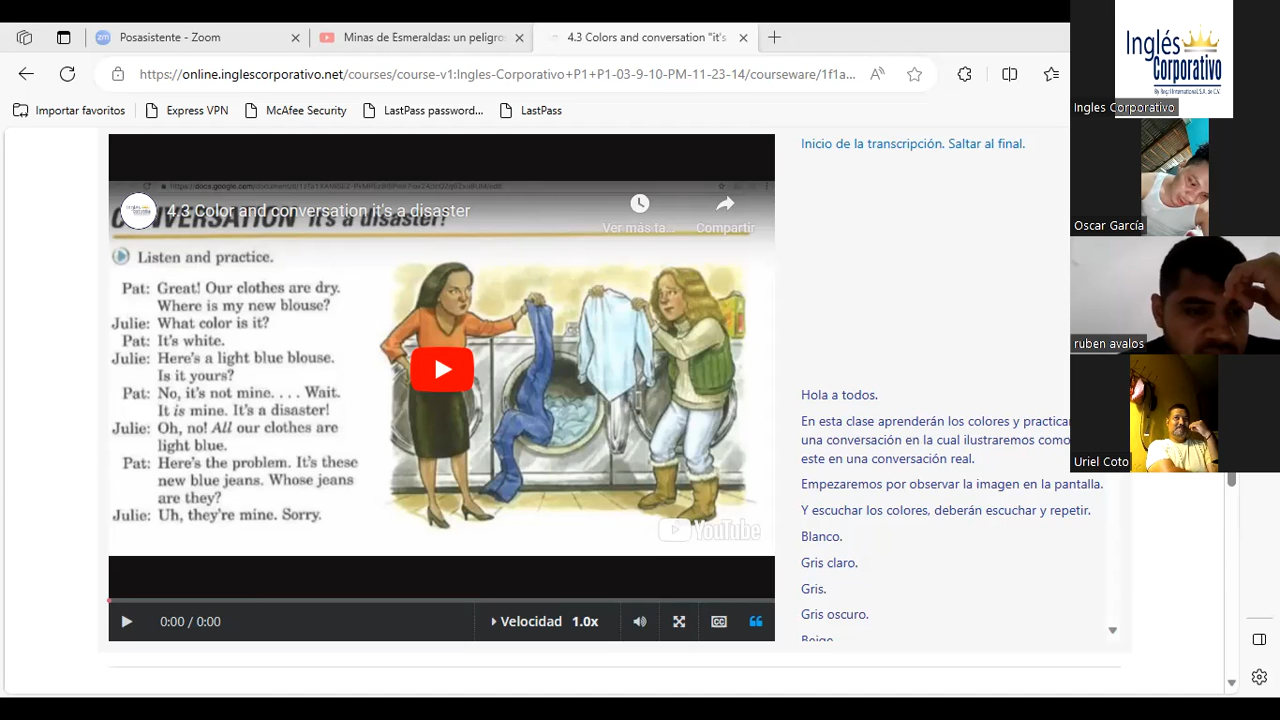 Posasistente - Zoom
Minas de Esmeraldas: un peligro
4.3 Colors and conversation "it's
https://online.inglescorporativo.net/courses/course-v1:Ingles-Corporativo+P1+P1-03-9-10-PM-11-23-14/courseware/1f1a...
Importar favoritos
Express VPN
McAfee Security
LastPass password...
LastPass
Inglés
Corporativo
Ingles Corporativo
Oscar García
ruben avalos
Uriel Coto
CONVERSATION It's a disaster!
4.3 Color and conversation it's a disaster
Ver más ta...
Compartir
Listen and practice.
Pat: Great! Our clothes are dry.
Where is my new blouse?
Julie: What color is it?
Pat: It's white.
Julie: Here's a light blue blouse.
Is it yours?
Pat: No, it's not mine. . . . Wait.
It is mine. It's a disaster!
Julie: Oh, no! All our clothes are
light blue.
Pat: Here's the problem. It's these
new blue jeans. Whose jeans
are they?
Julie: Uh, they're mine. Sorry.
YouTube
0:00 / 0:00
Velocidad 1.0x
CC
Inicio de la transcripción. Saltar al final.
Hola a todos.
En esta clase aprenderán los colores y practicar
una conversación en la cual ilustraremos como
este en una conversación real.
Empezaremos por observar la imagen en la pantalla.
Y escuchar los colores, deberán escuchar y repetir.
Blanco.
Gris claro.
Gris.
Gris oscuro.
Beige.